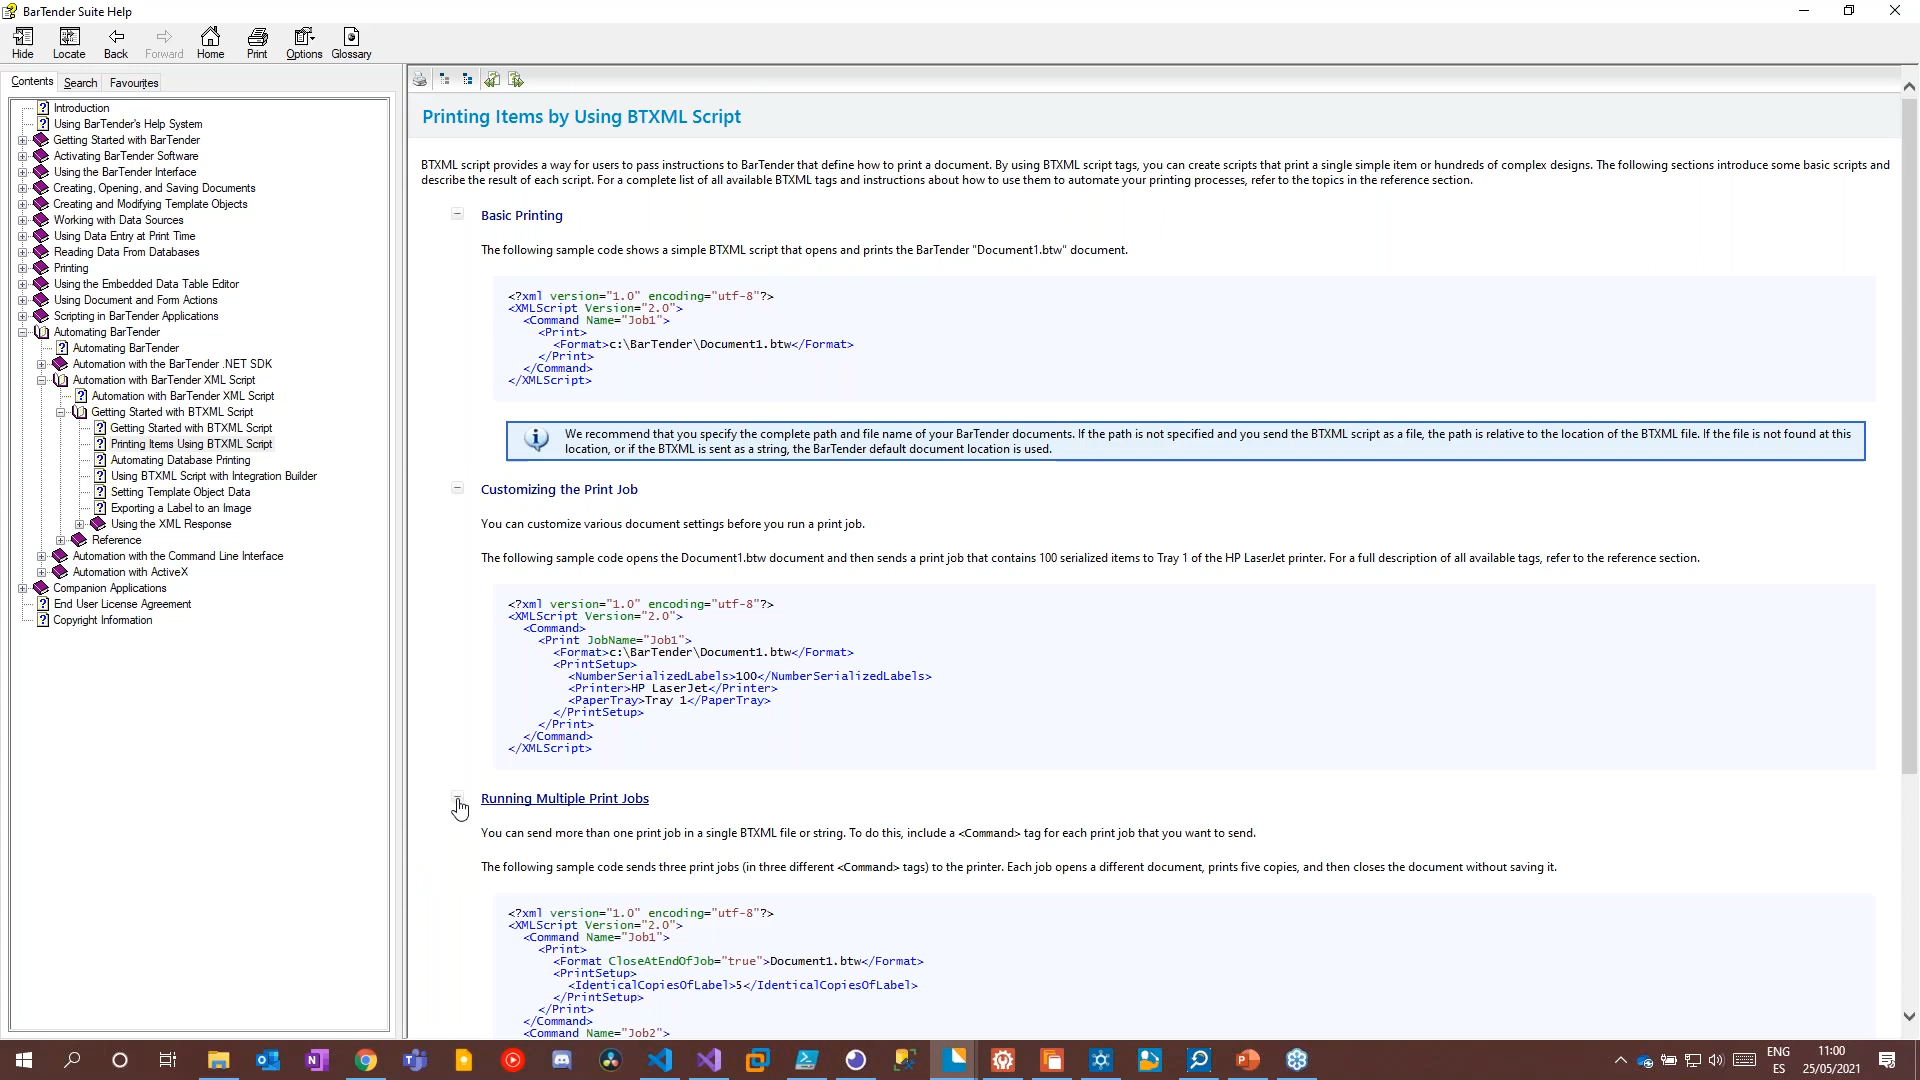 BarTender Suite Help
Hide Locate Back Forward Home Print Options Glossary
Contents Search Favourites
Introduction
Using BarTender's Help System
Getting Started with BarTender
Activating BarTender Software
Using the BarTender Interface
Creating, Opening, and Saving Documents
Creating and Modifying Template Objects
Working with Data Sources
Using Data Entry at Print Time
Reading Data From Databases
Printing
Using the Embedded Data Table Editor
Using Document and Form Actions
Scripting in BarTender Applications
Automating BarTender
Automating BarTender
Automation with the BarTender .NET SDK
Automation with BarTender XML Script
Automation with BarTender XML Script
Getting Started with BTXML Script
Getting Started with BTXML Script
Printing Items Using BTXML Script
Automating Database Printing
Using BTXML Script with Integration Builder
Setting Template Object Data
Exporting a Label to an Image
Using the XML Response
Reference
Automation with the Command Line Interface
Automation with ActiveX
Companion Applications
End User License Agreement
Copyright Information
Printing Items by Using BTXML Script
BTXML script provides a way for users to pass instructions to BarTender that define how to print a document. By using BTXML script tags, you can create scripts that print a single simple item or hundreds of complex designs. The following sections introduce some basic scripts and
describe the result of each script. For a complete list of all available BTXML tags and instructions about how to use them to automate your printing processes, refer to the topics in the reference section.
Basic Printing
The following sample code shows a simple BTXML script that opens and prints the BarTender "Document1.btw" document.
<?xml version="1.0" encoding="utf-8"?>
<XMLScript Version="2.0">
<Command Name="Job1">
<Print>
<Format>c:\BarTender\Document1.btw</Format>
</Print>
</Command>
</XMLScript>
We recommend that you specify the complete path and file name of your BarTender documents. If the path is not specified and you send the BTXML script as a file, the path is relative to the location of the BTXML file. If the file is not found at this
location, or if the BTXML is sent as a string, the BarTender default document location is used.
Customizing the Print Job
You can customize various document settings before you run a print job.
The following sample code opens the Document1.btw document and then sends a print job that contains 100 serialized items to Tray 1 of the HP LaserJet printer. For a full description of all available tags, refer to the reference section.
<?xml version="1.0" encoding="utf-8"?>
<XMLScript Version="2.0">
<Command>
<Print JobName="Job1">
<Format>c:\BarTender\Document1.btw</Format>
<PrintSetup>
<NumberSerializedLabels>100</NumberSerializedLabels>
<Printer>HP LaserJet</Printer>
<PaperTray>Tray 1</PaperTray>
</PrintSetup>
</Print>
</Command>
</XMLScript>
Running Multiple Print Jobs
You can send more than one print job in a single BTXML file or string. To do this, include a <Command> tag for each print job that you want to send.
The following sample code sends three print jobs (in three different <Command> tags) to the printer. Each job opens a different document, prints five copies, and then closes the document without saving it.
<?xml version="1.0" encoding="utf-8"?>
<XMLScript Version="2.0">
<Command Name="Job1">
<Print>
<Format CloseAtEndOfJob="true">Document1.btw</Format>
<PrintSetup>
<IdenticalCopiesOfLabel>5</IdenticalCopiesOfLabel>
</PrintSetup>
</Print>
</Command>
<Command Name="Job2">
ENG
ES
11:00
25/05/2021